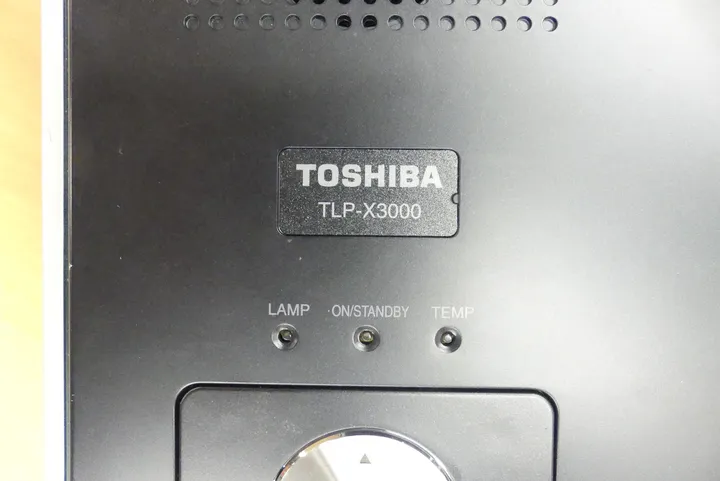 TOSHIBA
TLP-X3000
LAMP ON/STANDBY TEMP